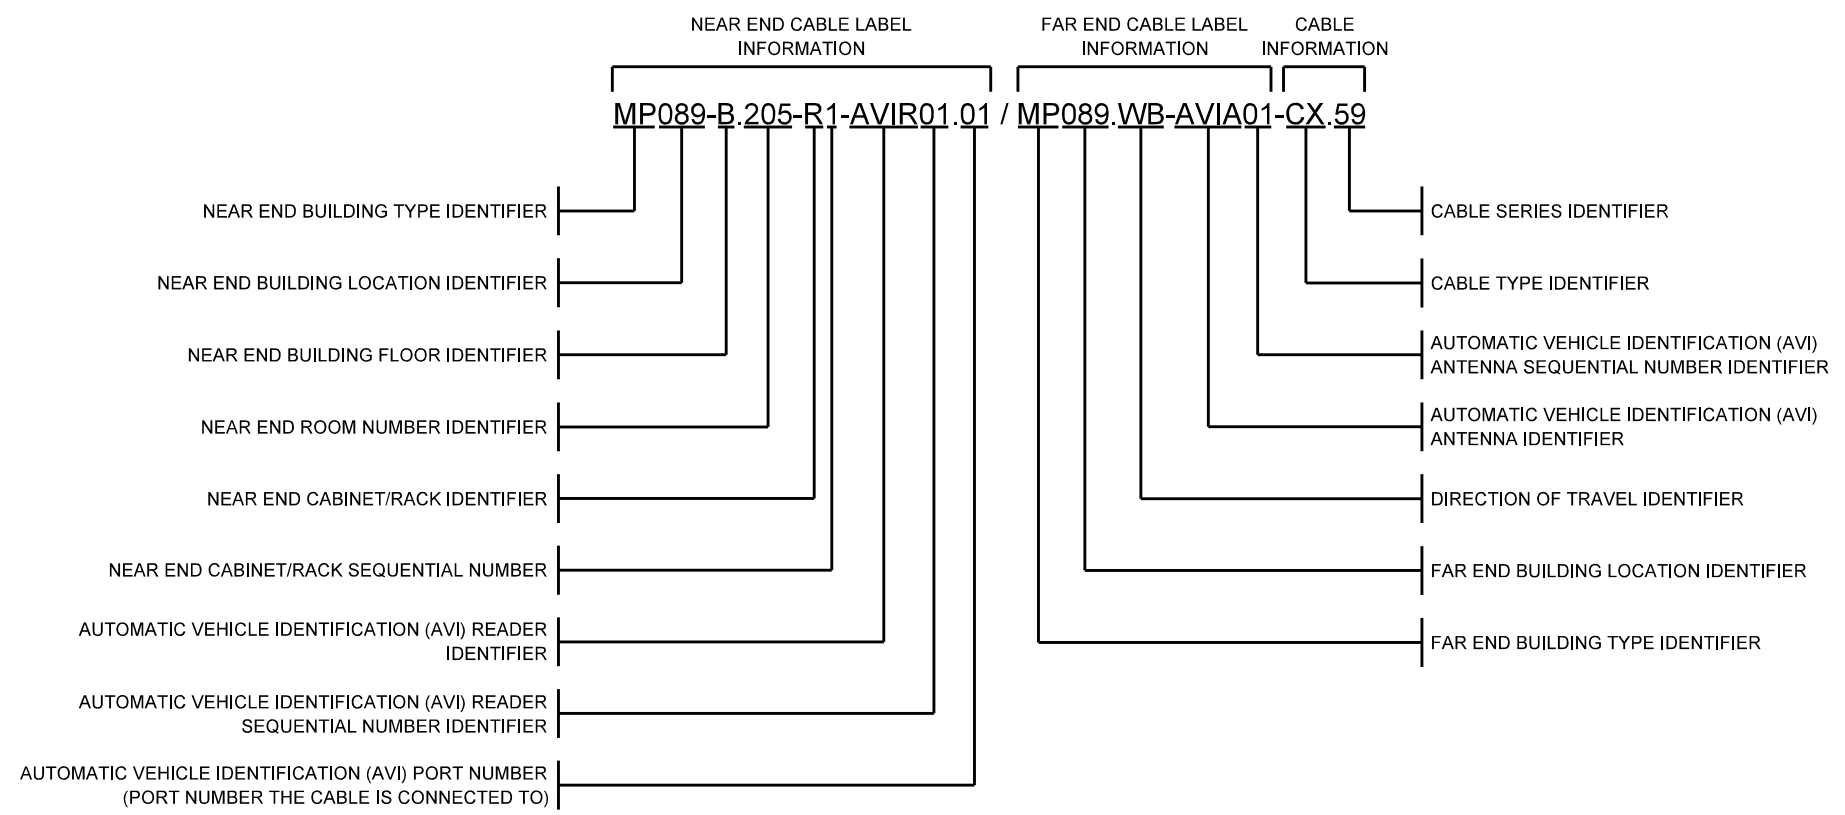 NEAR END CABLE LABEL
INFORMATION
FAR END CABLE LABEL
INFORMATION
CABLE
INFORMATION
MP089-B.205-R1-AVIR01.01 / MP089.WB-AVIA01-CX.59
NEAR END BUILDING TYPE IDENTIFIER
NEAR END BUILDING LOCATION IDENTIFIER
NEAR END BUILDING FLOOR IDENTIFIER
NEAR END ROOM NUMBER IDENTIFIER
NEAR END CABINET/RACK IDENTIFIER
NEAR END CABINET/RACK SEQUENTIAL NUMBER
AUTOMATIC VEHICLE IDENTIFICATION (AVI) READER
IDENTIFIER
AUTOMATIC VEHICLE IDENTIFICATION (AVI) READER
SEQUENTIAL NUMBER IDENTIFIER
AUTOMATIC VEHICLE IDENTIFICATION (AVI) PORT NUMBER
(PORT NUMBER THE CABLE IS CONNECTED TO)
CABLE SERIES IDENTIFIER
CABLE TYPE IDENTIFIER
AUTOMATIC VEHICLE IDENTIFICATION (AVI)
ANTENNA SEQUENTIAL NUMBER IDENTIFIER
AUTOMATIC VEHICLE IDENTIFICATION (AVI)
ANTENNA IDENTIFIER
DIRECTION OF TRAVEL IDENTIFIER
FAR END BUILDING LOCATION IDENTIFIER
FAR END BUILDING TYPE IDENTIFIER